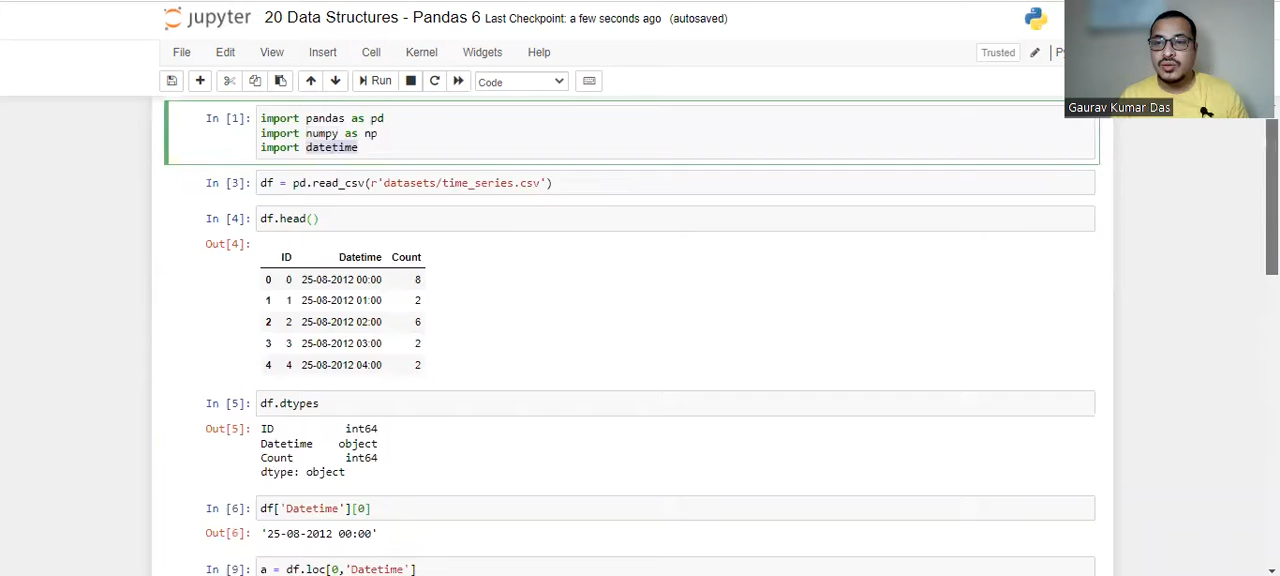 jupyter 20 Data Structures - Pandas 6 Last Checkpoint: a few seconds ago (autosaved)
File Edit View Insert Cell Kernel Widgets Help
Trusted
Run
Code
Gaurav Kumar Das
In [1]: import pandas as pd
import numpy as np
import datetime
In [3]: df = pd.read_csv(r'datasets/time_series.csv')
In [4]: df.head()
Out[4]:
ID Datetime Count
0 0 25-08-2012 00:00 8
1 1 25-08-2012 01:00 2
2 2 25-08-2012 02:00 6
3 3 25-08-2012 03:00 2
4 4 25-08-2012 04:00 2
In [5]: df.dtypes
Out[5]: ID int64
Datetime object
Count int64
dtype: object
In [6]: df['Datetime'][0]
Out[6]: '25-08-2012 00:00'
In [9]: a = df.loc[0,'Datetime']